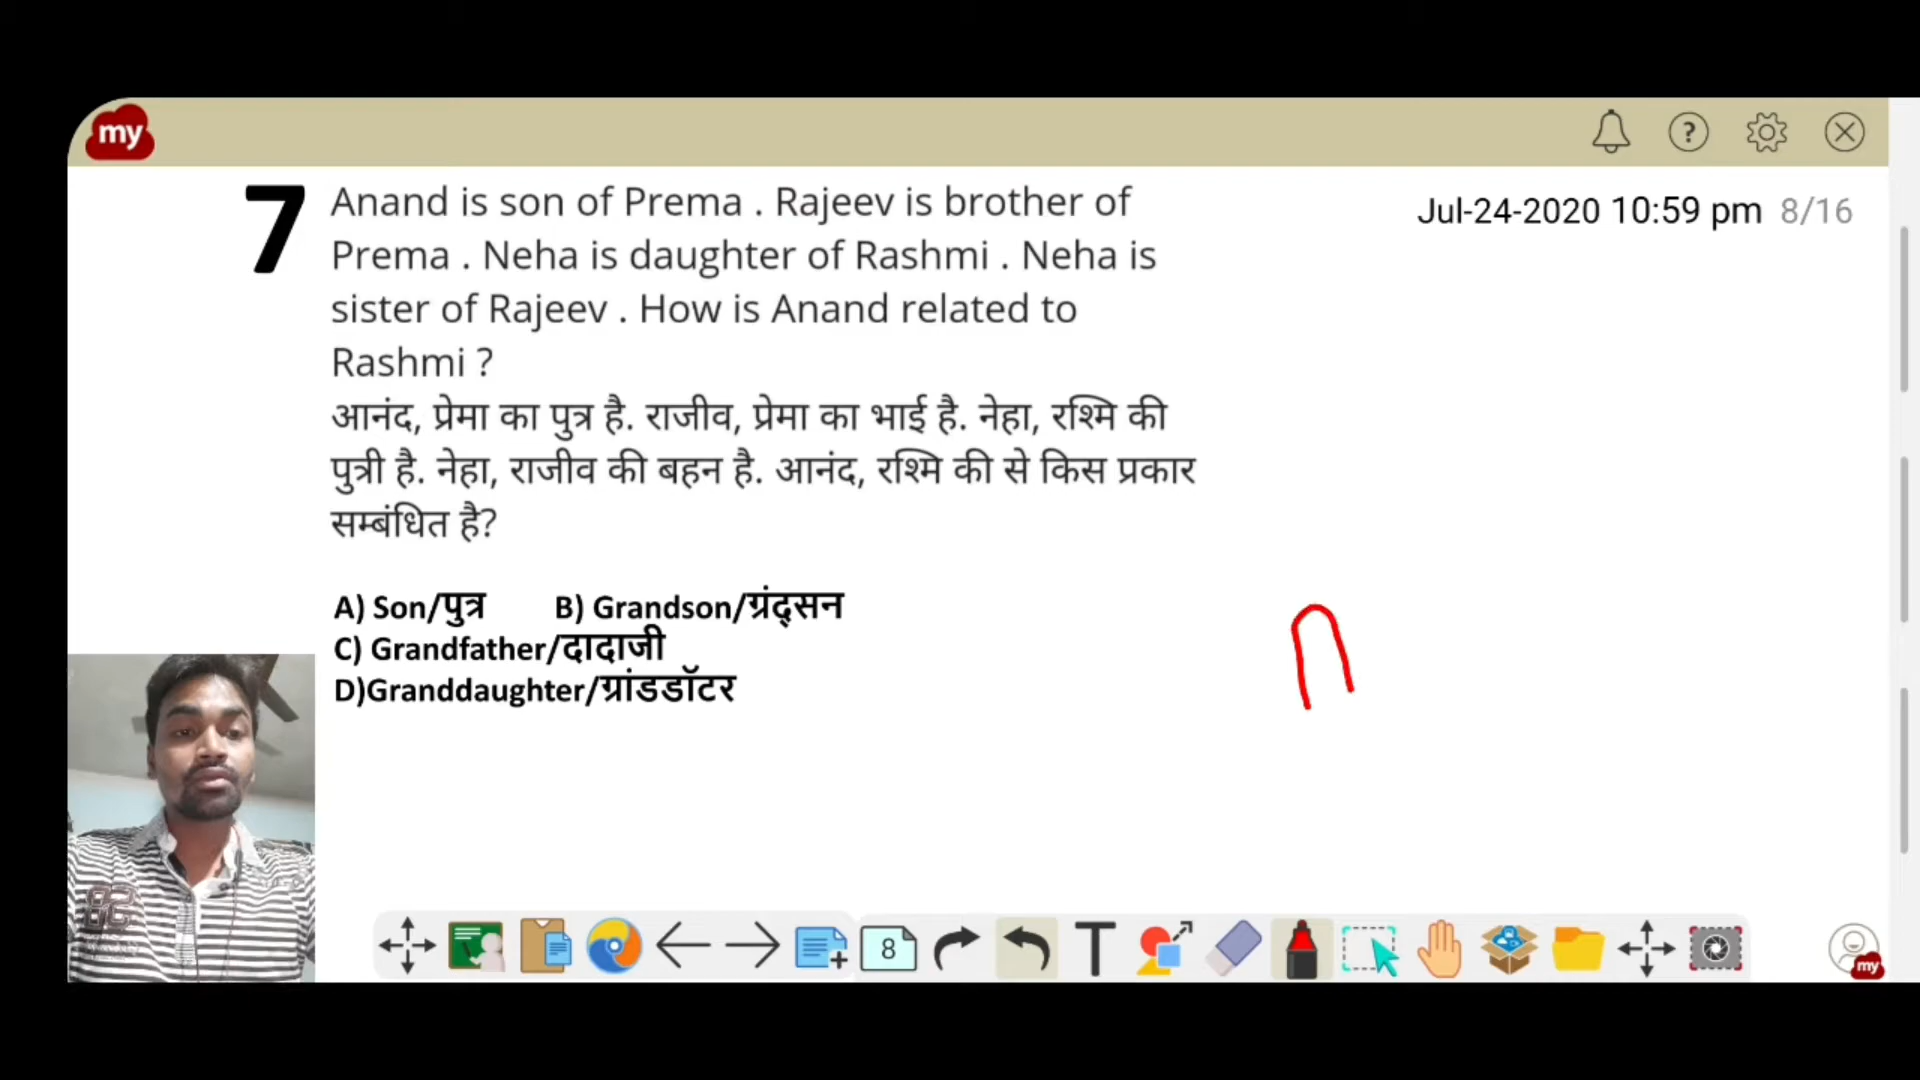 my
7
Anand is son of Prema . Rajeev is brother of
Prema . Neha is daughter of Rashmi . Neha is
sister of Rajeev . How is Anand related to
Rashmi ?
Jul-24-2020 10:59 pm 8/16
आनंद, प्रेमा का पुत्र है. राजीव, प्रेमा का भाई है. नेहा, रश्मि की
पुत्री है. नेहा, राजीव की बहन है. आनंद, रश्मि की से किस प्रकार
सम्बंधित है?
A) Son/पुत्र B) Grandson/ग्रंद्सन
C) Grandfather/दादाजी
D)Granddaughter/ग्रांडडॉटर
82
8
T
my